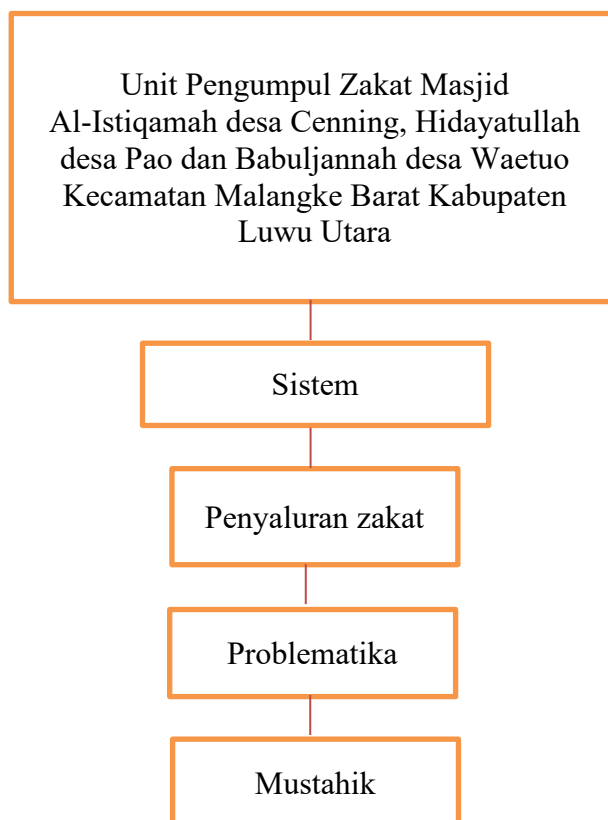 Unit Pengumpul Zakat Masjid
Al-Istiqamah desa Cenning, Hidayatullah
desa Pao dan Babuljannah desa Waetuo
Kecamatan Malangke Barat Kabupaten
Luwu Utara
Sistem
Penyaluran zakat
Problematika
Mustahik